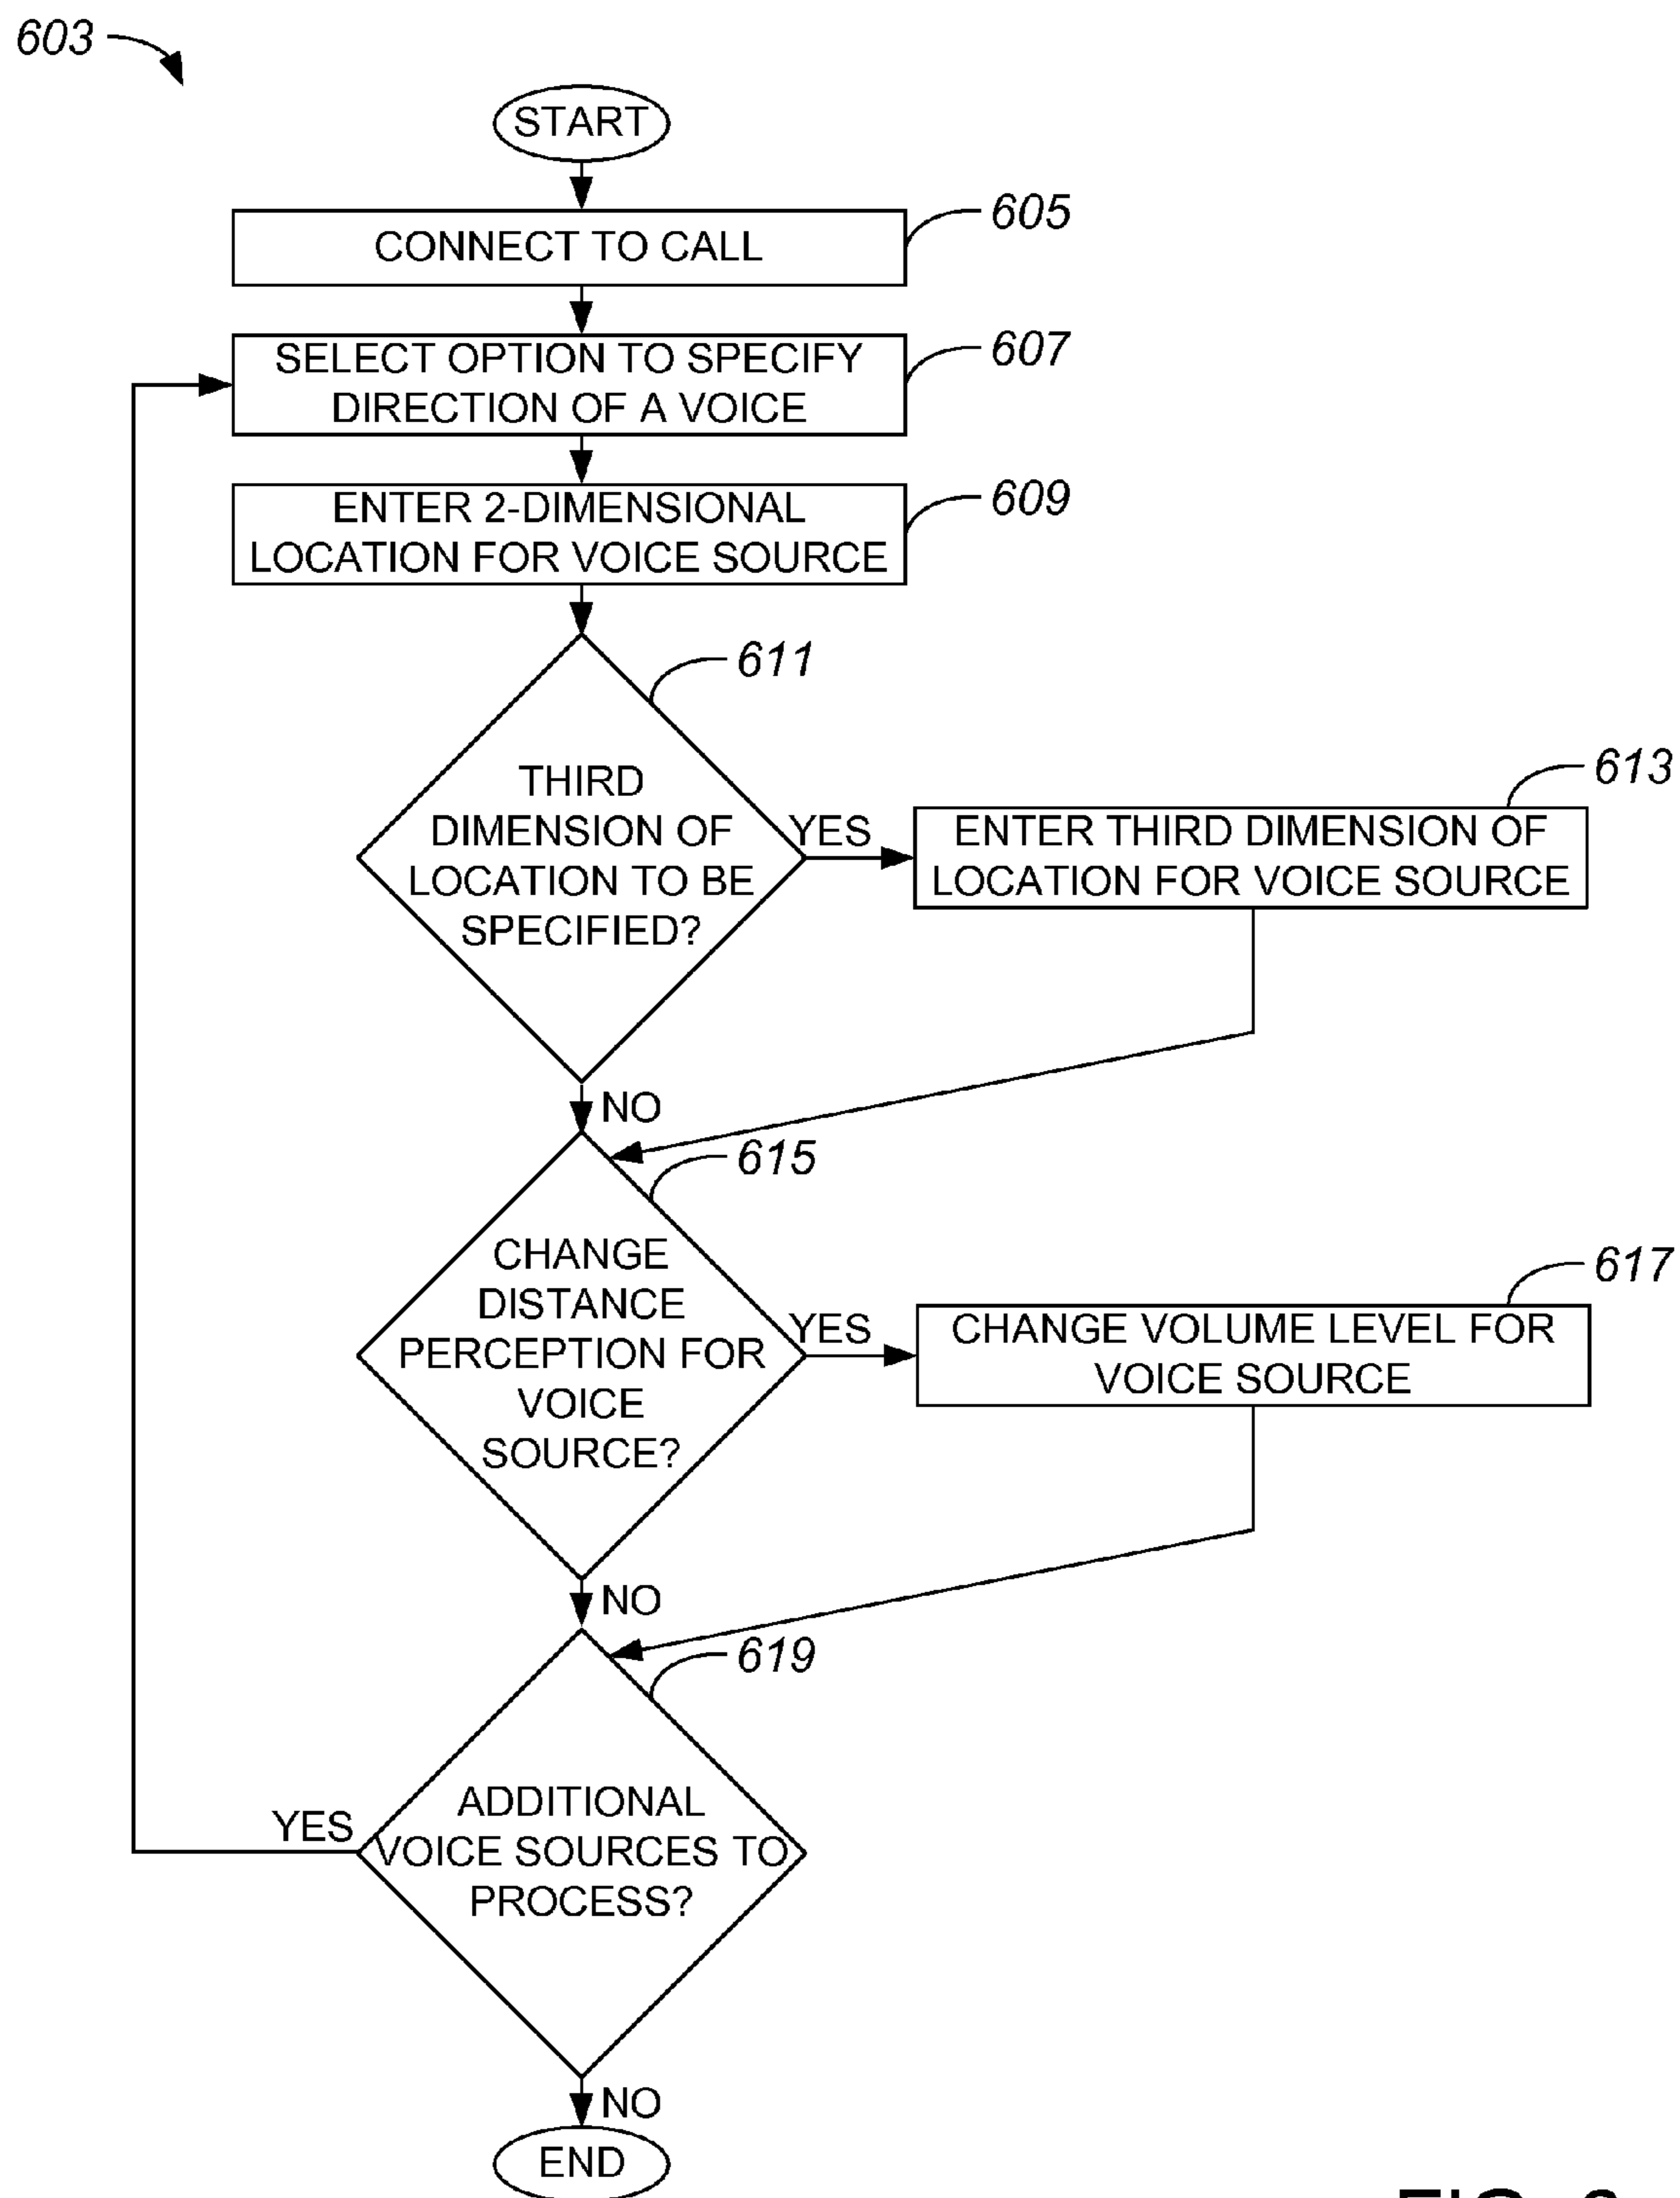 603
START
CONNECT TO CALL
605
SELECT OPTION TO SPECIFY
DIRECTION OF A VOICE
607
ENTER 2-DIMENSIONAL
LOCATION FOR VOICE SOURCE
609
611
THIRD
DIMENSION OF
LOCATION TO BE
SPECIFIED?
YES
613
ENTER THIRD DIMENSION OF
LOCATION FOR VOICE SOURCE
NO
615
CHANGE
DISTANCE
PERCEPTION FOR
VOICE
SOURCE?
YES
617
CHANGE VOLUME LEVEL FOR
VOICE SOURCE
NO
619
ADDITIONAL
VOICE SOURCES TO
PROCESS?
YES
NO
END